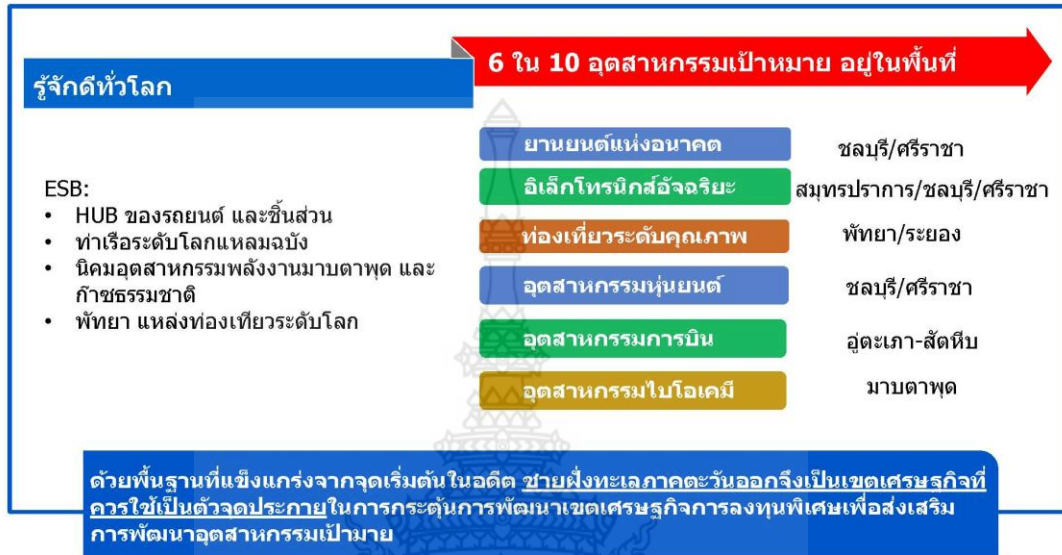 รู้จักดีทั่วโลก
ESB:
• HUB ของรถยนต์ และชิ้นส่วน
• ท่าเรือระดับโลกแหลมฉบัง
• นิคมอุตสาหกรรมพลังงานมาบตาพุด และ
ก๊าซธรรมชาติ
• พัทยา แหล่งท่องเที่ยวระดับโลก
6 ใน 10 อุตสาหกรรมเป้าหมาย อยู่ในพื้นที่
ยานยนต์แห่งอนาคต ชลบุรี/ศรีราชา
อิเล็กโทรนิกส์อัจฉริยะ สมุทรปราการ/ชลบุรี/ศรีราชา
ท่องเที่ยวระดับคุณภาพ พัทยา/ระยอง
อุตสาหกรรมหุ่นยนต์ ชลบุรี/ศรีราชา
อุตสาหกรรมการบิน อู่ตะเภา-สัตหีบ
อุตสาหกรรมไบโอเคมี มาบตาพุด
ด้วยพื้นฐานที่แข็งแกร่งจากจุดเริ่มต้นในอดีต ชายฝั่งทะเลภาคตะวันออกจึงเป็นเขตเศรษฐกิจที่
ควรใช้เป็นตัวจุดประกายในการกระตุ้นการพัฒนาเขตเศรษฐกิจการลงทุนพิเศษเพื่อส่งเสริม
การพัฒนาอุตสาหกรรมเป้ามาย